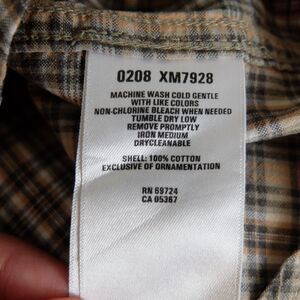 0208 XM7928
MACHINE WASH COLD GENTLE
WITH LIKE COLORS
NON-CHLORINE BLEACH WHEN NEEDED
TUMBLE DRY LOW
REMOVE PROMPTLY
IRON MEDIUM
DRYCLEANABLE
SHELL: 100% COTTON
EXCLUSIVE OF ORNAMENTATION
RN 69724
CA 05367